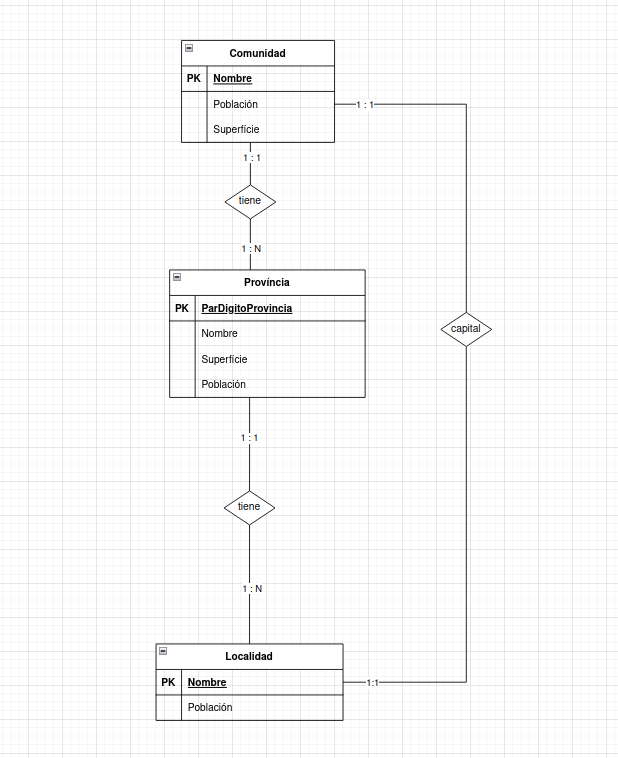 Comunidad
PK Nombre
Población
Superfície
1 : 1
1 : 1
tiene
1 : N
Província
PK ParDigitoProvincia
Nombre
Superfície
Población
capital
1 : 1
tiene
1 : N
Localidad
PK Nombre
1:1
Población